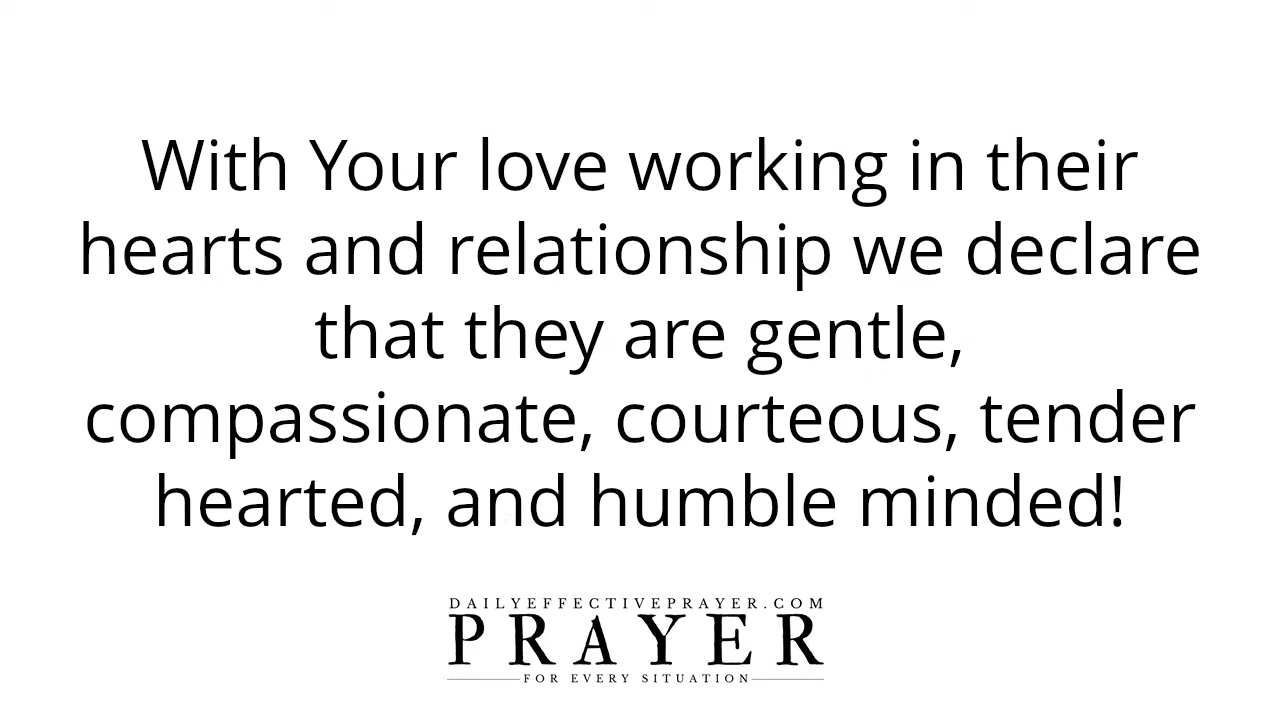 With Your love working in their
hearts and relationship we declare
that they are gentle,
compassionate, courteous, tender
hearted, and humble minded!
DAILYEFFECTIVEPRAYER.COM
PRAYER
FOR EVERY SITUATION